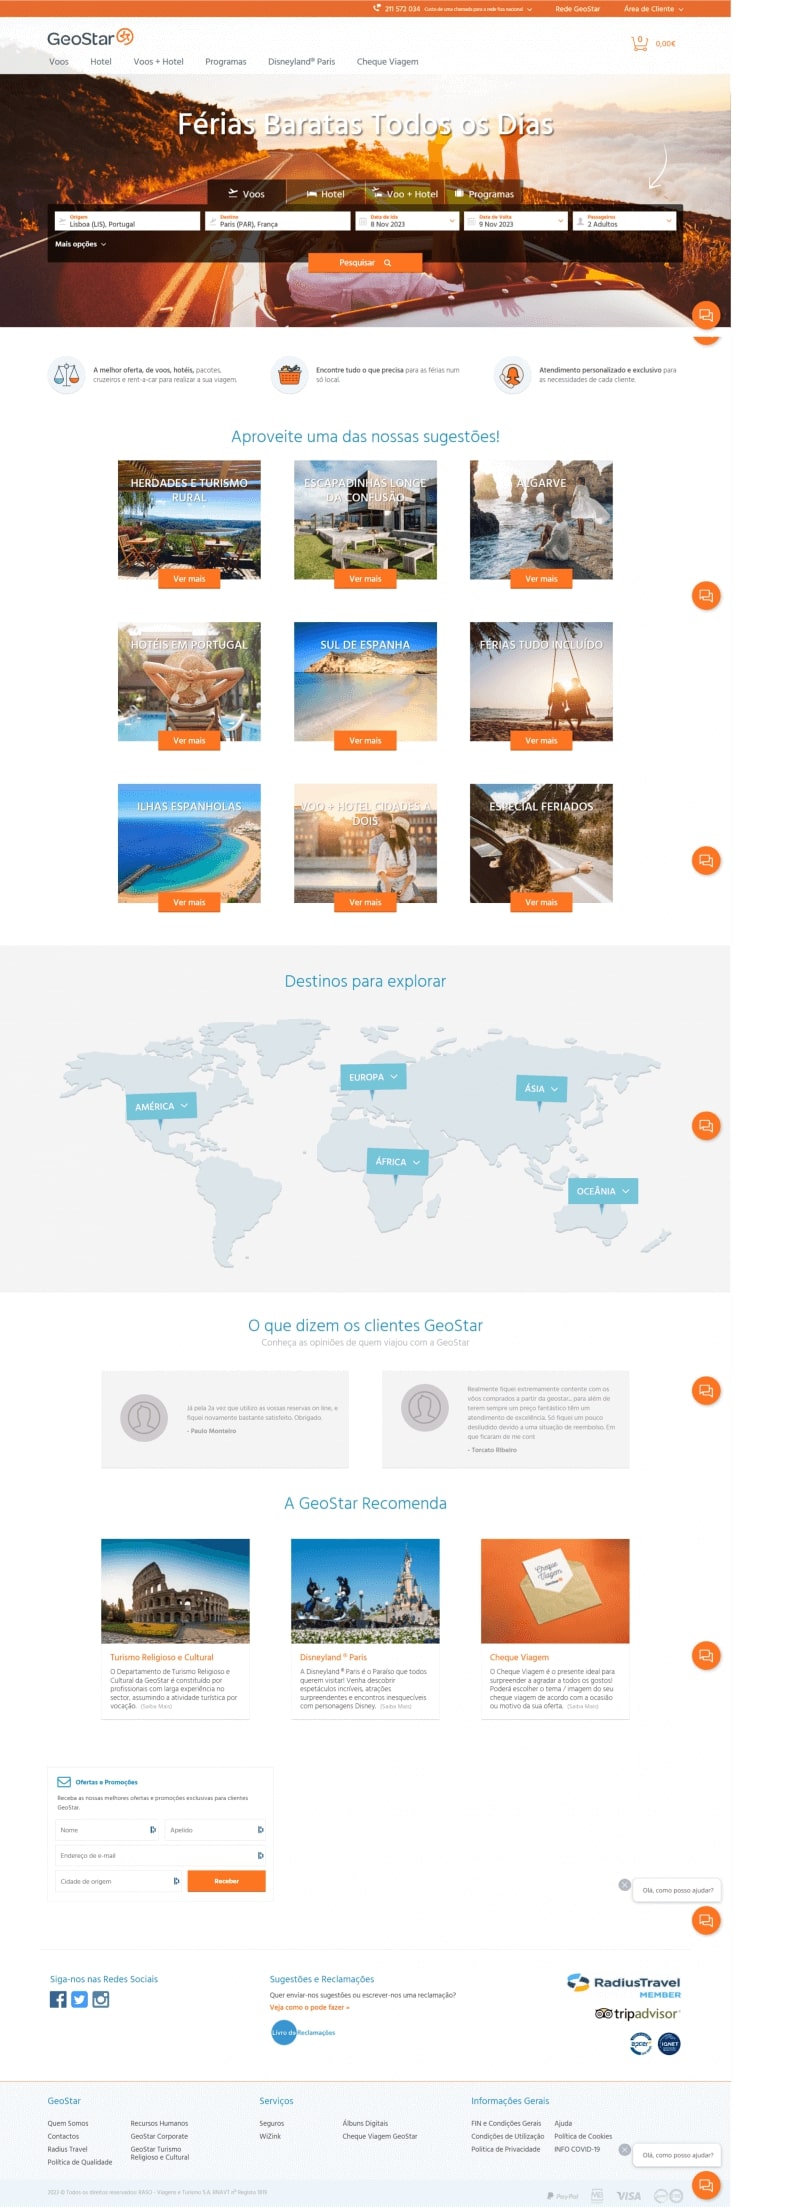 211 572 034 (Custo de uma chamada para a rede fixa nacional) Rede GeoStar Área de Cliente
GeoStar
0 0,00€
Voos Hotel Voos + Hotel Programas Disneyland® Paris Cheque Viagem
Férias Baratas Todos os Dias
Voos Hotel Voo + Hotel Programas
Origem Destino Data de Ida Data de Volta Passageiros
Lisboa (LIS), Portugal Paris (PAR), França 8 Nov 2023 9 Nov 2023 2 Adultos
Mais opções
Pesquisar
A melhor oferta, de voos, hotéis, pacotes,
cruzeiros e rent-a-car para realizar a sua viagem.
Encontre tudo o que precisa para as férias num
só local.
Atendimento personalizado e exclusivo para
as necessidades de cada cliente.
Aproveite uma das nossas sugestões!
HERDADES E TURISMO
RURAL
Ver mais
ESCAPADINHAS LONGE
DA CONFUSÃO
Ver mais
ALGARVE
Ver mais
HOTÉIS EM PORTUGAL
Ver mais
SUL DE ESPANHA
Ver mais
FÉRIAS TUDO INCLUÍDO
Ver mais
ILHAS ESPANHOLAS
Ver mais
VOO + HOTEL CIDADES A
DOIS
Ver mais
ESPECIAL FERIADOS
Ver mais
Destinos para explorar
EUROPA
ÁSIA
AMÉRICA
ÁFRICA
OCEÂNIA
O que dizem os clientes GeoStar
Conheça as opiniões de quem viajou com a GeoStar
Já pela 2a vez que utilizo as vossas reservas on line, e
fiquei novamente bastante satisfeito. Obrigado.
- Paulo Monteiro
Realmente fiquei extremamente contente com os
vôos comprados a partir da geostar... para além de
terem sempre um preço fantástico têm um
atendimento de excelência. Só fiquei um pouco
desiludido devido a uma situação de reembolso. Em
que ficaram de me cont
- Torcato Ribeiro
A GeoStar Recomenda
Cheque
Viagem
GeoStar
Turismo Religioso e Cultural
O Departamento de Turismo Religioso e
Cultural da GeoStar é constituído por
profissionais com larga experiência no
sector, assumindo a atividade turística por
vocação. (Saiba Mais)
Disneyland ® Paris
A Disneyland ® Paris é o Paraíso que todos
querem visitar! Venha descobrir
espetáculos incríveis, atrações
surpreendentes e encontros inesquecíveis
com personagens Disney. (Saiba Mais)
Cheque Viagem
O Cheque Viagem é o presente ideal para
surpreender a agradar a todos os gostos!
Poderá escolher o tema / imagem do seu
cheque viagem de acordo com a ocasião
ou motivo da sua oferta. (Saiba Mais)
Ofertas e Promoções
Receba as nossas melhores ofertas e promoções exclusivas para clientes
GeoStar.
Nome Apelido
Endereço de e-mail
Cidade de origem Receber
Olá, como posso ajudar?
Siga-nos nas Redes Sociais
Sugestões e Reclamações
Quer enviar-nos sugestões ou escrever-nos uma reclamação?
Veja como o pode fazer »
Livro de Reclamações
RadiusTravel
MEMBER
tripadvisor
apcer
IQNET
GeoStar Serviços Informações Gerais
Quem Somos Recursos Humanos Seguros Álbuns Digitais FIN e Condições Gerais Ajuda
Contactos GeoStar Corporate WiZink Cheque Viagem GeoStar Condições de Utilização Política de Cookies
Radius Travel GeoStar Turismo Politica de Privacidade INFO COVID-19
Religioso e Cultural
Política de Qualidade
Olá, como posso ajudar?
2023 © Todos os direitos reservados: RASO - Viagens e Turismo S.A. RNAVT nº Registo 1819
PayPal MB VISA